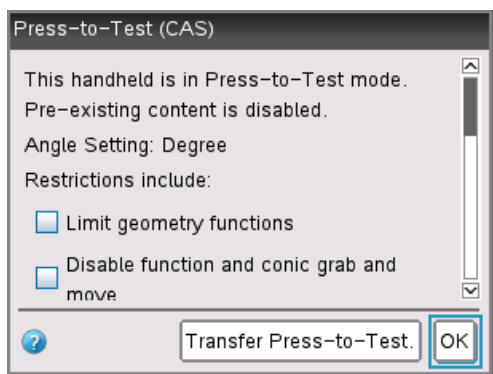 Press-to-Test (CAS)
This handheld is in Press-to-Test mode.
Pre-existing content is disabled.
Angle Setting: Degree
Restrictions include:
Limit geometry functions
Disable function and conic grab and
move
Transfer Press-to-Test.
OK